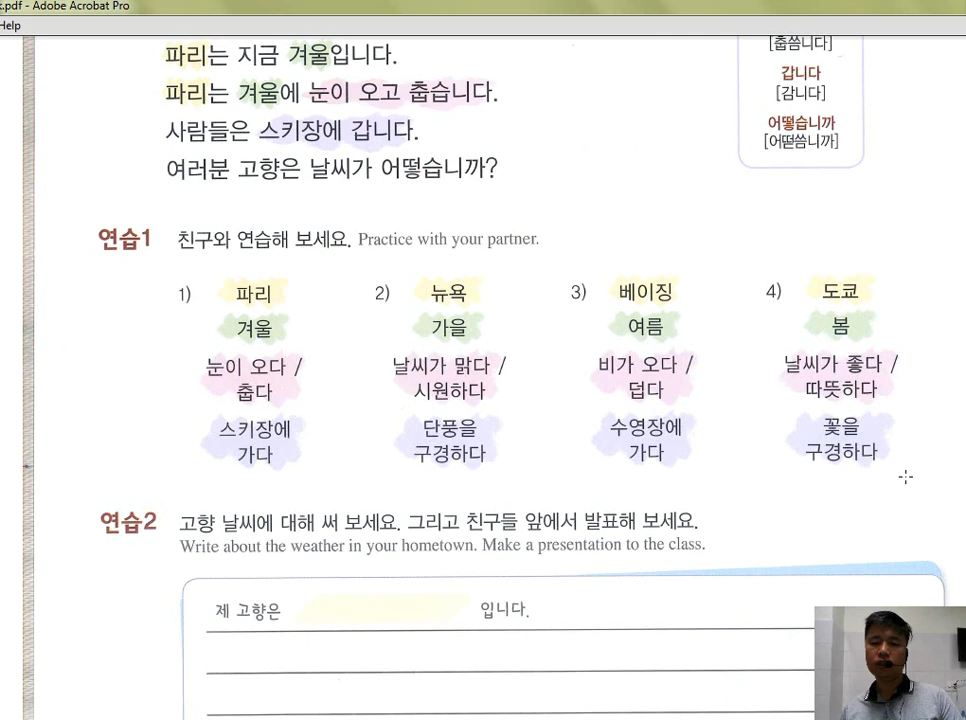 k.pdf - Adobe Acrobat Pro
Help
파리는 지금 겨울입니다.
파리는 겨울에 눈이 오고 춥습니다.
사람들은 스키장에 갑니다.
여러분 고향은 날씨가 어떻습니까?
[춥씀니다]
갑니다
[감니다]
어떻습니까
[어떧씀니까]
연습1 친구와 연습해 보세요. Practice with your partner.
1) 파리
겨울
눈이 오다 /
춥다
스키장에
가다
2) 뉴욕
가을
날씨가 맑다 /
시원하다
단풍을
구경하다
3) 베이징
여름
비가 오다 /
덥다
수영장에
가다
4) 도쿄
봄
날씨가 좋다 /
따뜻하다
꽃을
구경하다
연습2 고향 날씨에 대해 써 보세요. 그리고 친구들 앞에서 발표해 보세요.
Write about the weather in your hometown. Make a presentation to the class.
제 고향은 입니다.